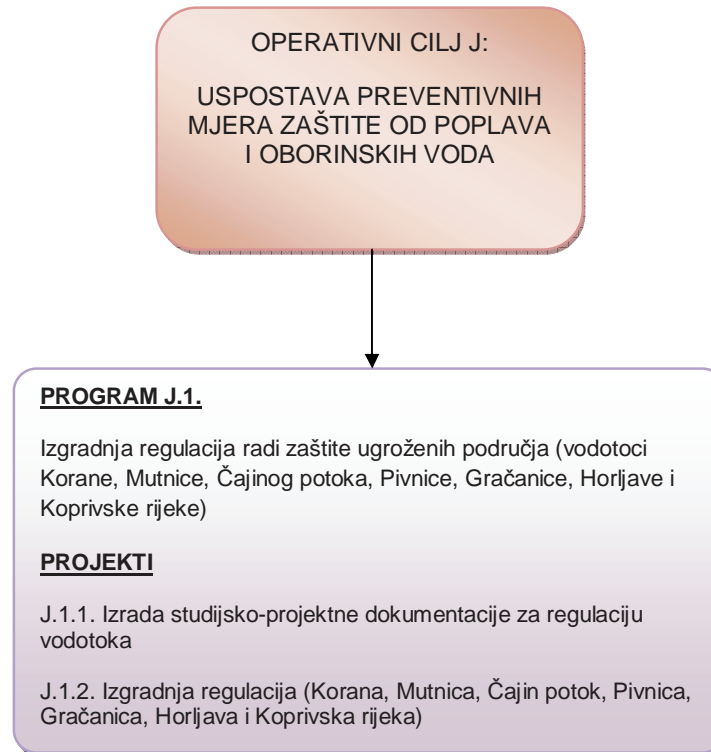 OPERATIVNI CILJ J:
USPOSTAVA PREVENTIVNIH
MJERA ZAŠTITE OD POPLAVA
I OBORINSKIH VODA
PROGRAM J.1.
Izgradnja regulacija radi zaštite ugroženih područja (vodotoci
Korane, Mutnice, Čajinog potoka, Pivnice, Gračanice, Horljave i
Koprivske rijeke)
PROJEKTI
J.1.1. Izrada studijsko-projektne dokumentacije za regulaciju
vodotoka
J.1.2. Izgradnja regulacija (Korana, Mutnica, Čajin potok, Pivnica,
Gračanica, Horljava i Koprivska rijeka)